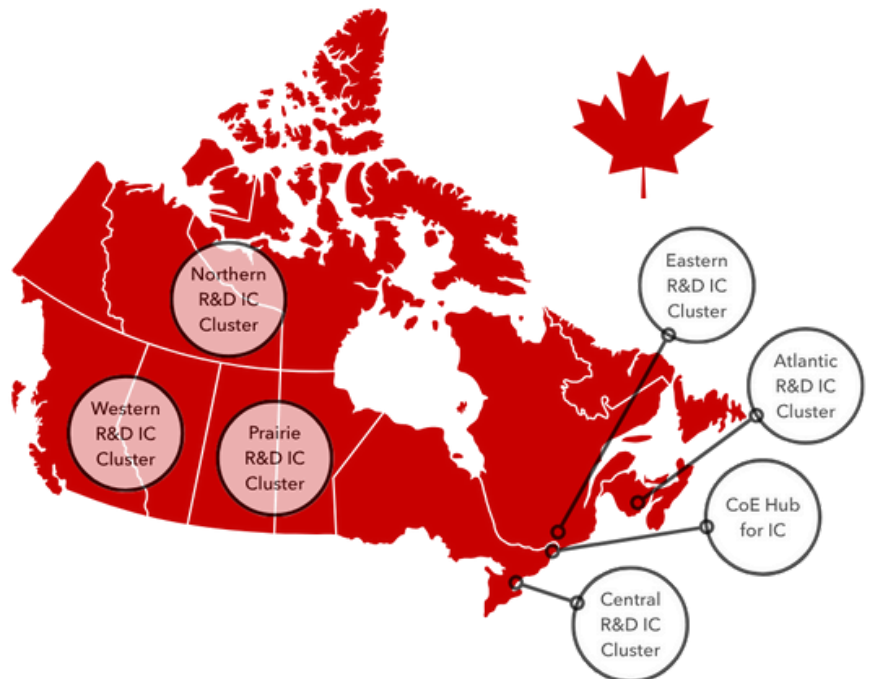 Northern
R&D IC
Cluster
Western
R&D IC
Cluster
Prairie
R&D IC
Cluster
Eastern
R&D IC
Cluster
Atlantic
R&D IC
Cluster
CoE Hub
for IC
Central
R&D IC
Cluster